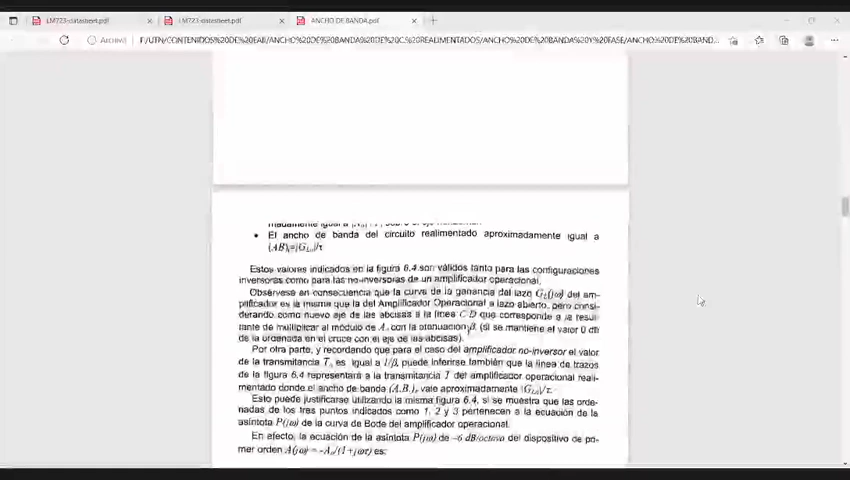 LM723-datasheet.pdf
LM723-datasheet.pdf
ANCHO DE BANDA.pdf
Archivo
F:/UTN/CONTENIDOS%20DE%20EAII/ANCHO%20DE%20BANDA%20DE%20C.%20REALIMENTADOS/ANCHO%20DE%20BANDA%20Y%20FASE/ANCHO%20DE%20BAND...
• El ancho de banda del circuito realimentado aproximadamente igual a
Estos valores indicados en la figura 6.4 son válidos tanto para las configuraciones
inversoras como para las no-inversoras de un amplificador operacional.
Obsérvese en consecuencia que la curva de la ganancia del lazo del am-
plificador es la misma que la del Amplificador Operacional a lazo abierto, pero consi-
derando como nuevo eje de las abcisas a la línea C-D que corresponde a la resul-
tante de multiplicar al módulo de A, con la atenuación β. (si se mantiene el valor 0 db
de la ordenada en el cruce con el eje de las abcisas).
Por otra parte, y recordando que para el caso del amplificador no-inversor el valor
de la transmitancia es igual a 1/β, puede inferirse también que la línea de trazos
de la figura 6.4 representará a la transmitancia T del amplificador operacional reali-
mentado donde el ancho de banda vale aproximadamente
Esto puede justificarse utilizando la misma figura 6.4, si se muestra que las orde-
nadas de los tres puntos indicados como 1, 2 y 3 pertenecen a la ecuación de la
asíntota P(jω) de la curva de Bode del amplificador operacional.
En efecto, la ecuación de la asíntota P(jω) de –6 dB/octava del dispositivo de pri-
mer orden A(jω) = -Aₒ/(1+jωτ) es: